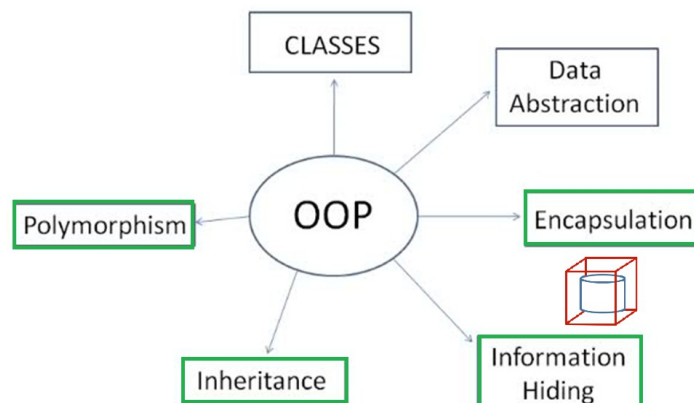 CLASSES
Data
Abstraction
Polymorphism
OOP
Encapsulation
Inheritance
Information
Hiding